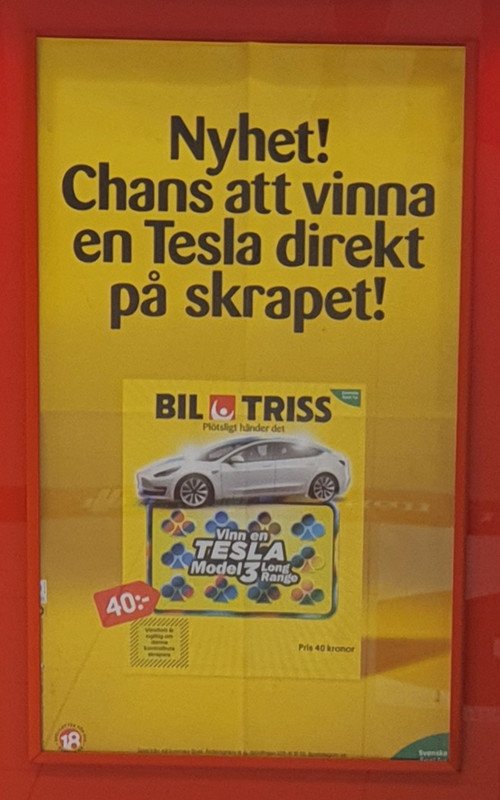 Nyhet!
Chans att vinna
en Tesla direkt
på skrapet!
BIL TRISS
Plötsligt händer det
Vinn en
TESLA
Model 3 Long
Range
40:-
Pris 40 kronor
18
Svenska